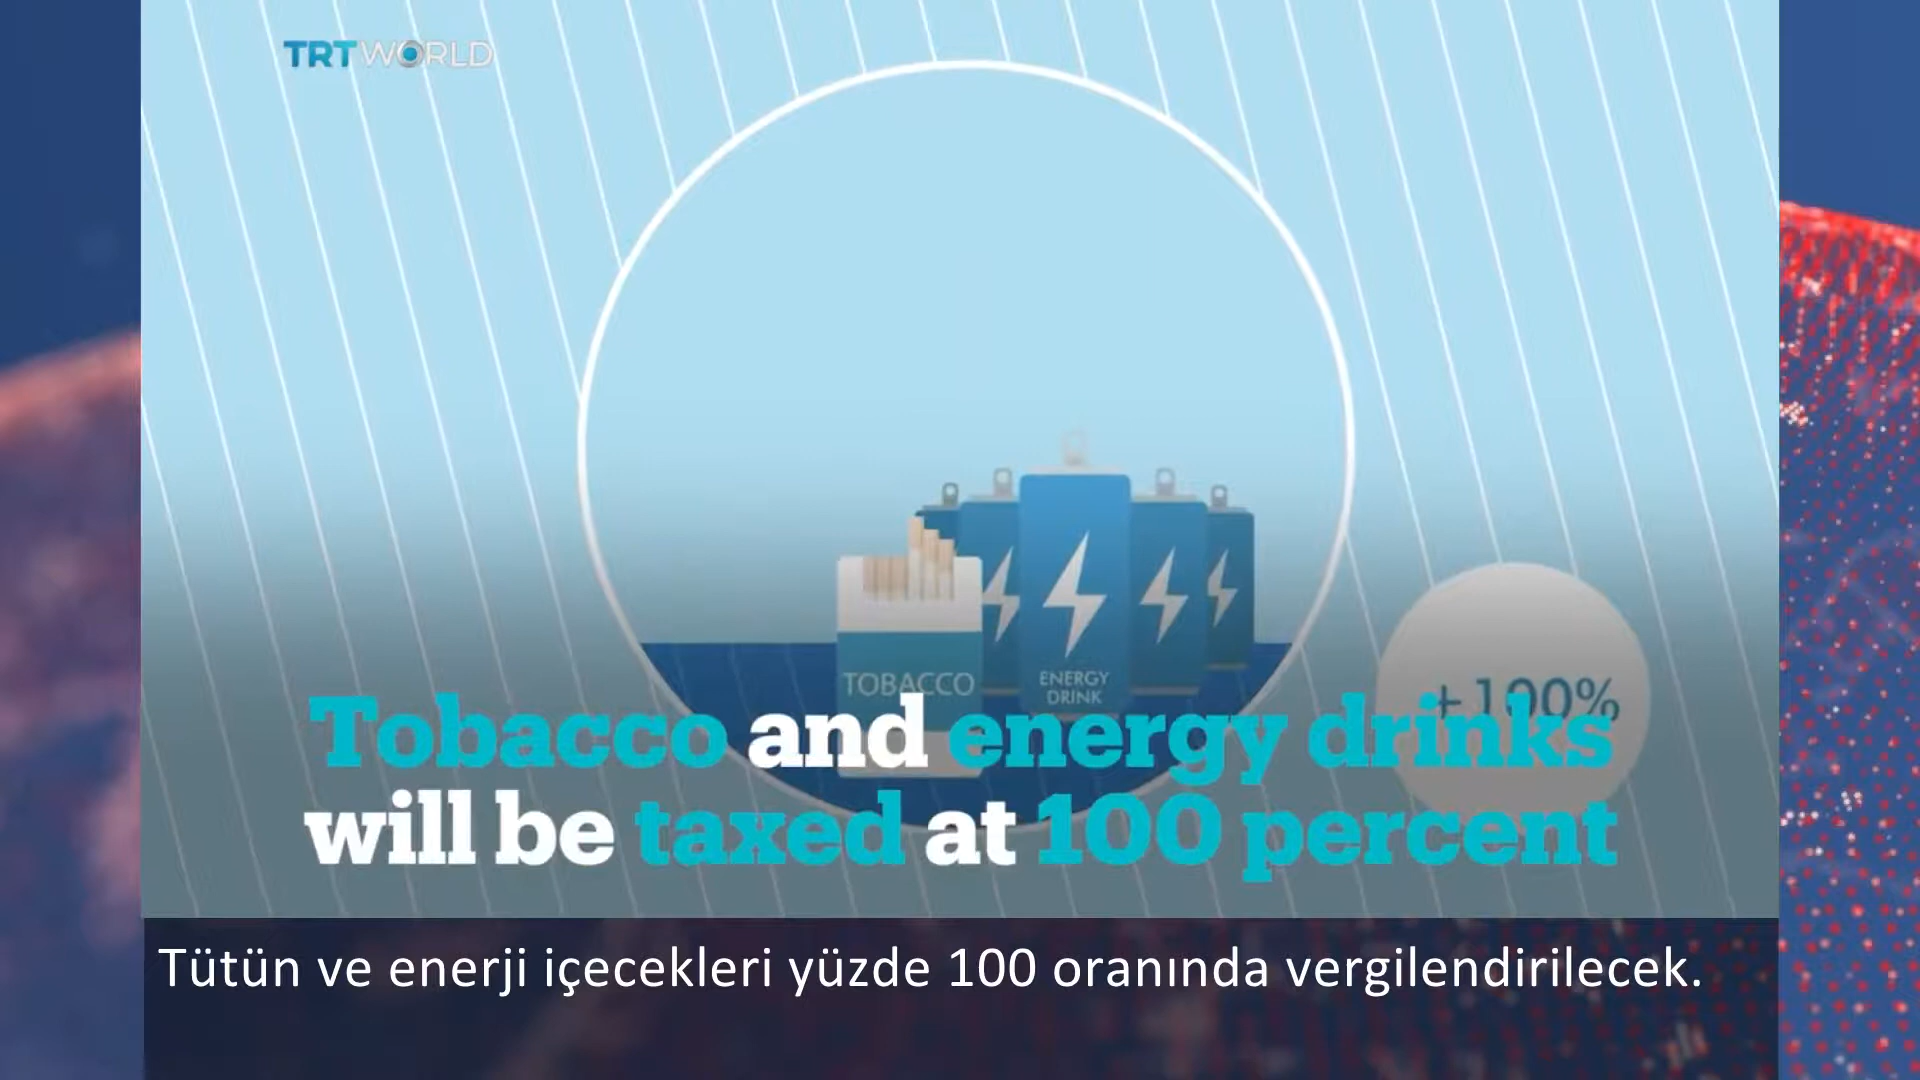 TRT WORLD
TOBACCO
ENERGY
DRINK
+100%
Tobacco and energy drinks
will be taxed at 100 percent
Tütün ve enerji içecekleri yüzde 100 oranında vergilendirilecek.